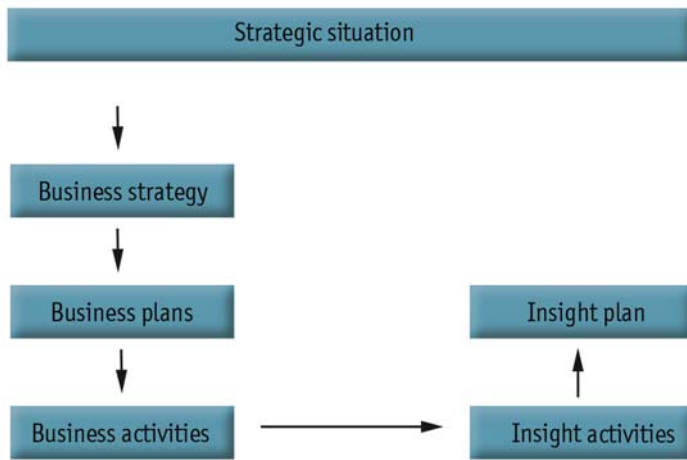 Strategic situation
Business strategy
Business plans
Insight plan
Business activities
Insight activities